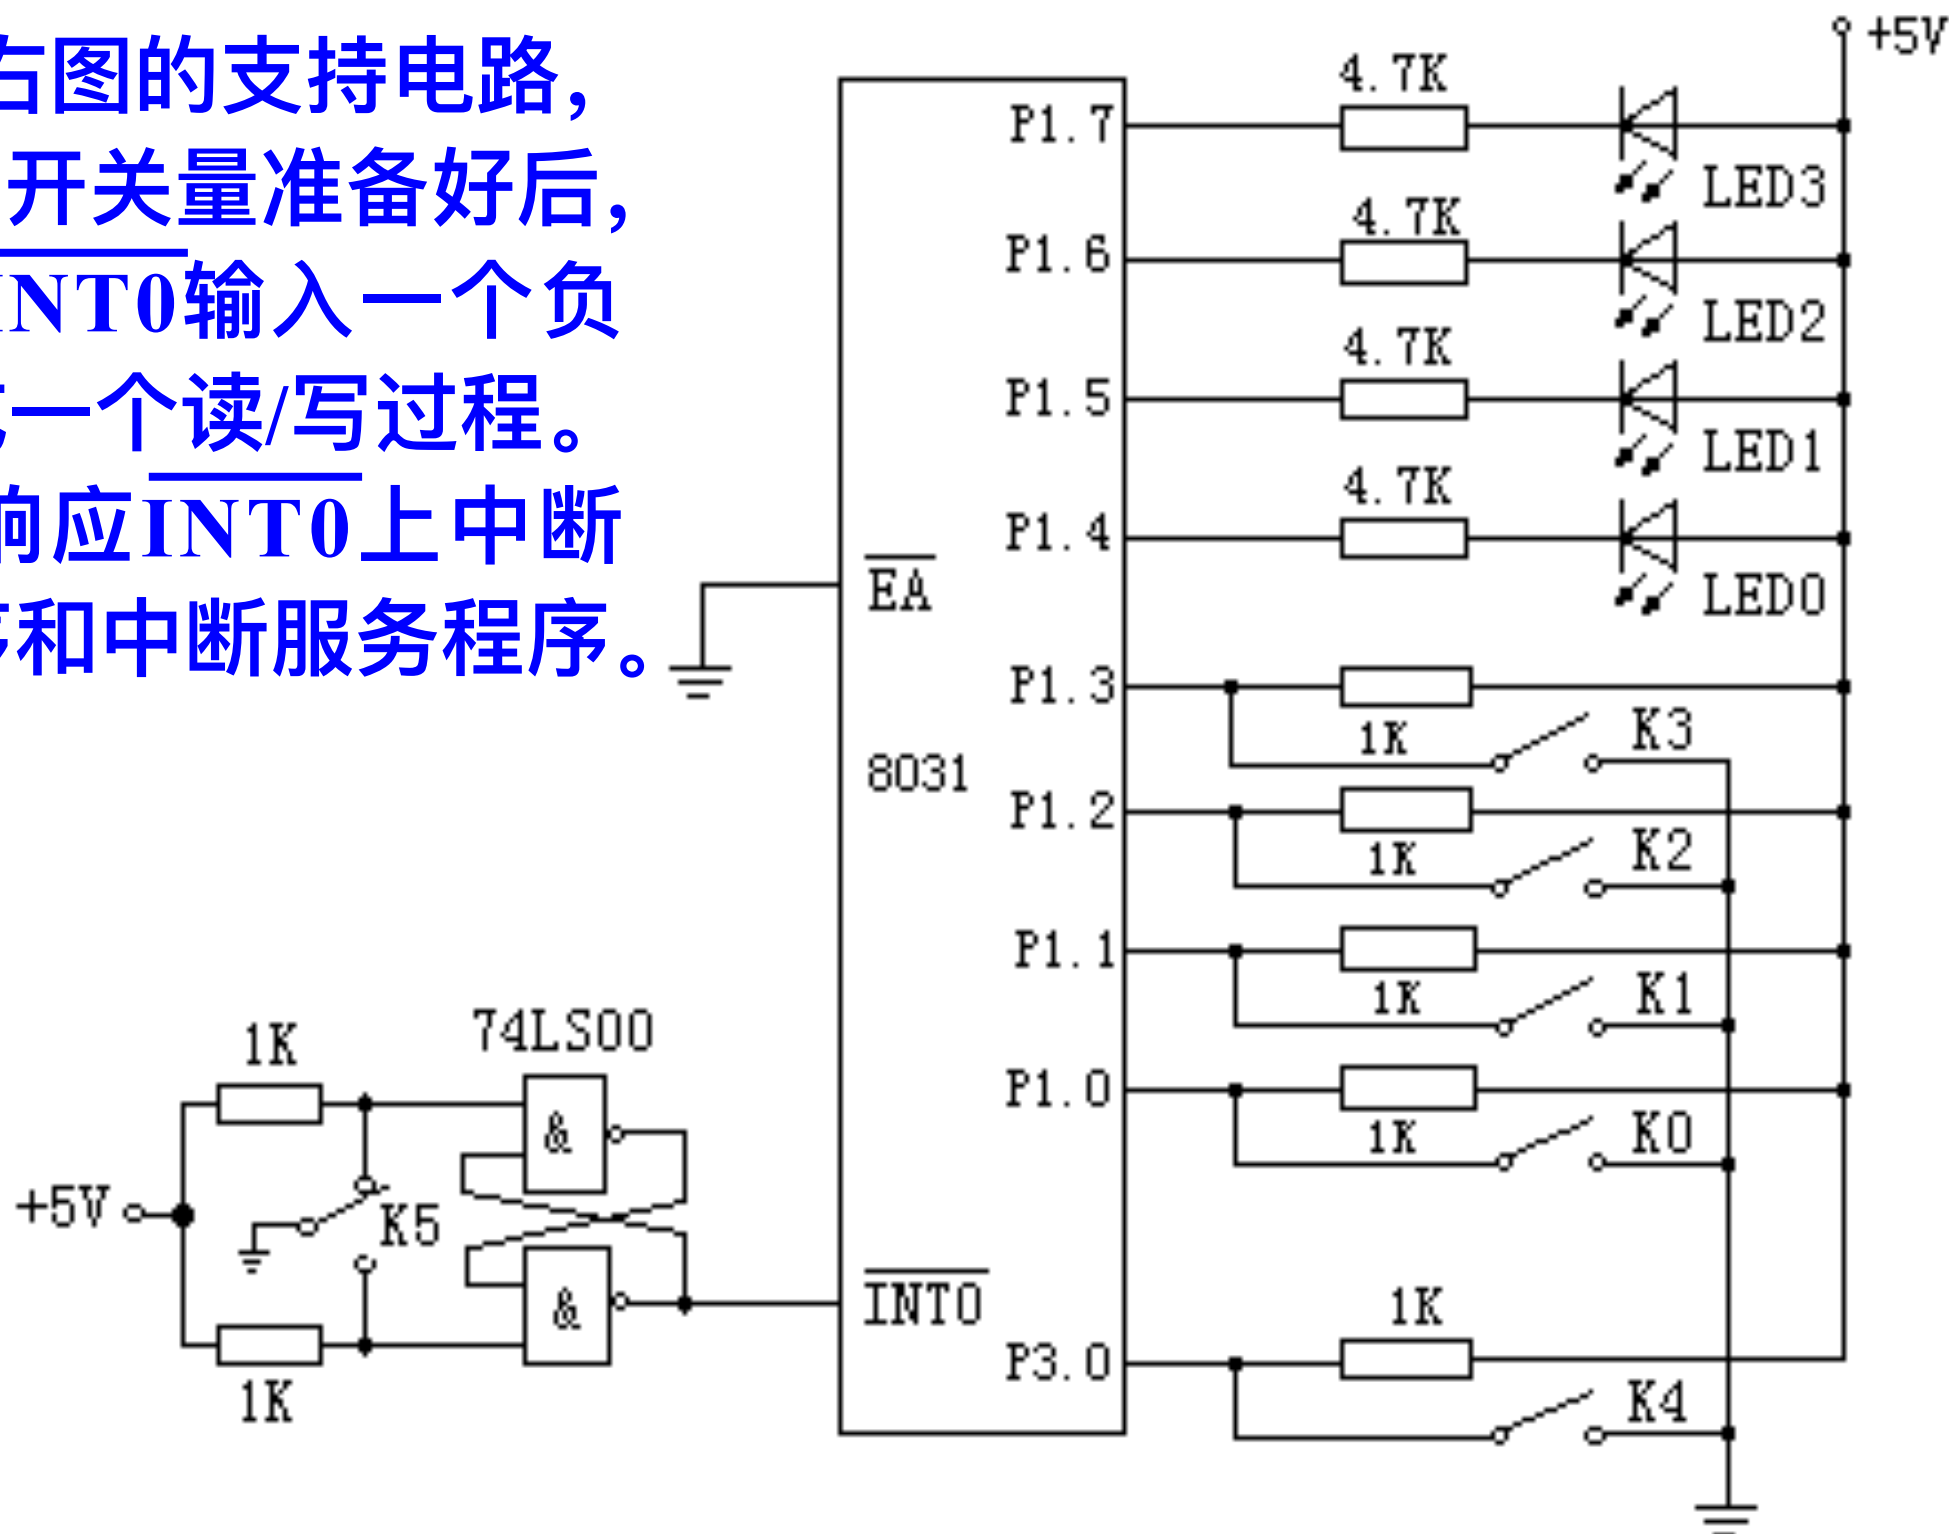 右图的支持电路,
开关量准备好后,
INT0输入一个负
一个读/写过程。
响应INT0上中断
和中断服务程序。
+5V
4.7K
P1.7
LED3
4.7K
P1.6
LED2
4.7K
P1.5
LED1
4.7K
P1.4
EA
LED0
P1.3
1K
K3
8031
P1.2
1K
K2
P1.1
1K
K1
P1.0
1K
K0
1K
74LS00
&
+5V
K5
&
INT0
1K
P3.0
1K
K4